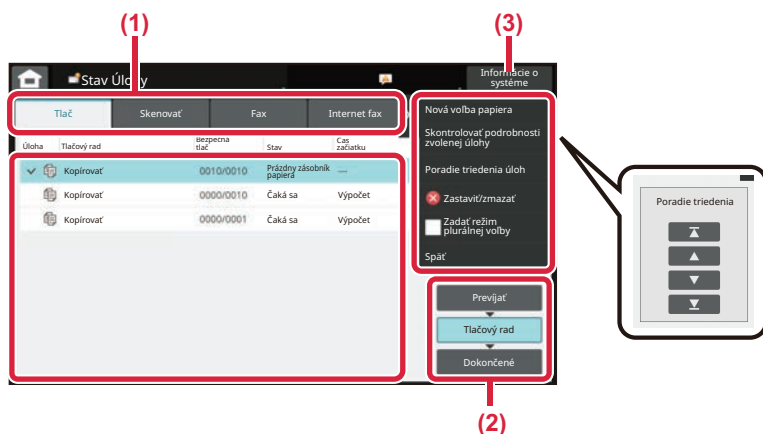 (1)
(3)
Stav Úlohy
Informácie o
systéme
Tlač
Skenovať
Fax
Internet fax
Úloha
Tlačový rad
Bezpečná
tlač
Stav
Čas
začiatku
Kopírovať
0010/0010
Prázdny zásobník
papiera
---
Kopírovať
0000/0010
Čaká sa
Výpočet
Kopírovať
0000/0001
Čaká sa
Výpočet
Nová voľba papiera
Skontrolovať podrobnosti
zvolenej úlohy
Poradie triedenia úloh
Zastaviť/zmazať
Zadať režim
plurálnej voľby
Späť
Previjať
Tlačový rad
Dokončené
Poradie triedenia
(2)